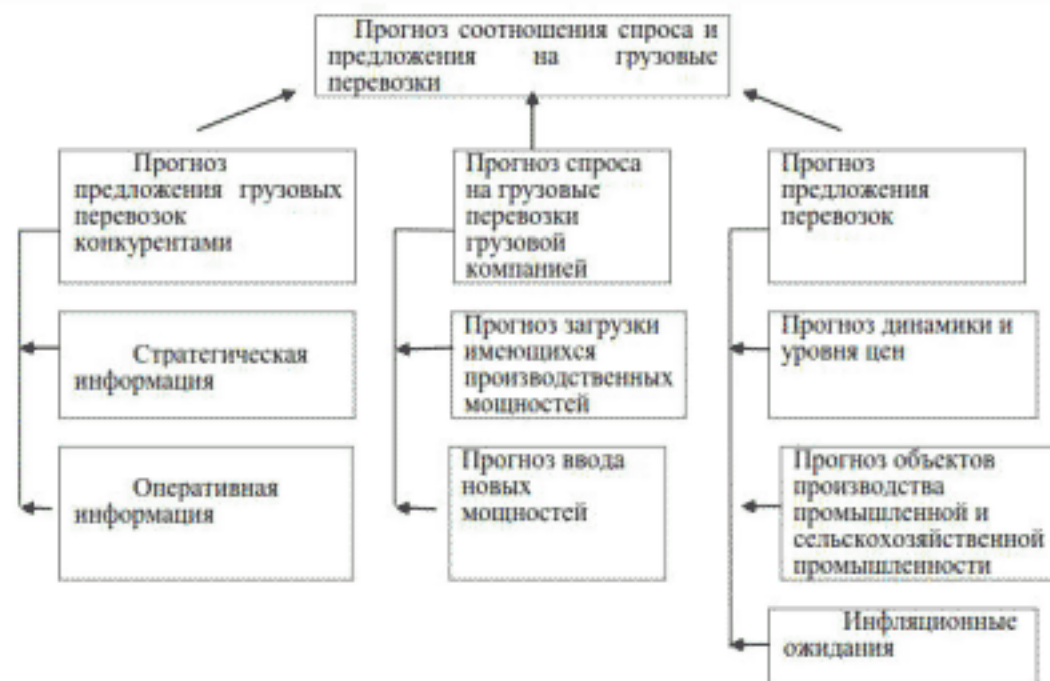 Прогноз соотношения спроса и
предложения на грузовые
перевозки
Прогноз
предложения грузовых
перевозок
конкурентами
Прогноз спроса
на грузовые
перевозки
грузовой
компанией
Прогноз
предложения
перевозок
Стратегическая
информация
Прогноз загрузки
имеющихся
производственных
мощностей
Прогноз динамики и
уровня цен
Оперативная
информация
Прогноз ввода
новых
мощностей
Прогноз объектов
производства
промышленной и
сельскохозяйственной
промышленности
Инфляционные
ожидания